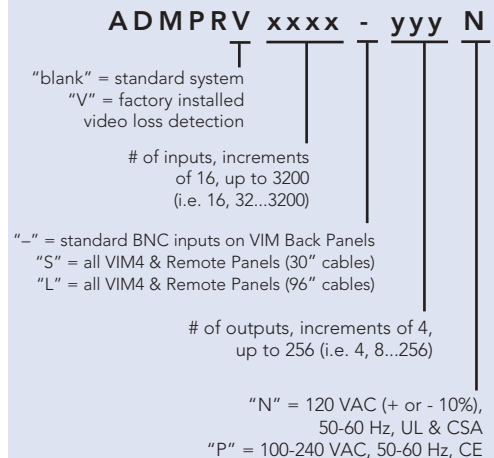 ADMPRV xxxx - yyy N
“blank” = standard system
“V” = factory installed
video loss detection
# of inputs, increments
of 16, up to 3200
(i.e. 16, 32...3200)
“–” = standard BNC inputs on VIM Back Panels
“S” = all VIM4 & Remote Panels (30” cables)
“L” = all VIM4 & Remote Panels (96” cables)
# of outputs, increments of 4,
up to 256 (i.e. 4, 8...256)
“N” = 120 VAC (+ or - 10%),
50-60 Hz, UL & CSA
“P” = 100-240 VAC, 50-60 Hz, CE